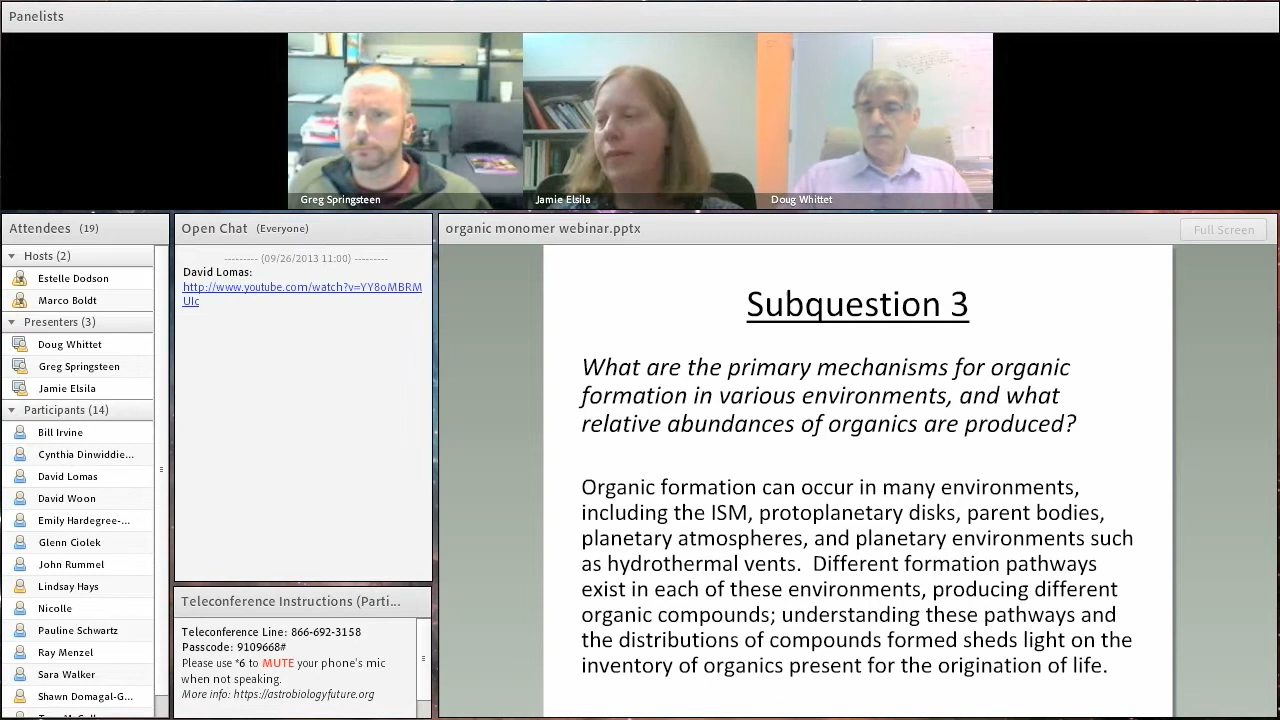 Panelists
Greg Springsteen
Jamie Elsila
Doug Whittet
Attendees (19)
Hosts (2)
Estelle Dodson
Marco Boldt
Presenters (3)
Doug Whittet
Greg Springsteen
Jamie Elsila
Participants (14)
Bill Irvine
Cynthia Dinwiddie...
David Lomas
David Woon
Emily Hardegree-...
Glenn Ciolek
John Rummel
Lindsay Hays
Nicolle
Pauline Schwartz
Ray Menzel
Sara Walker
Shawn Domagal-G...
Open Chat (Everyone)
--------- (09/26/2013 11:00) ---------
David Lomas:
http://www.youtube.com/watch?v=YY8oMBRM
UIc
Teleconference Instructions (Parti...
Teleconference Line: 866-692-3158
Passcode: 9109668#
Please use *6 to MUTE your phone's mic
when not speaking.
More info: https://astrobiologyfuture.org
organic monomer webinar.pptx
Full Screen
Subquestion 3
What are the primary mechanisms for organic
formation in various environments, and what
relative abundances of organics are produced?
Organic formation can occur in many environments,
including the ISM, protoplanetary disks, parent bodies,
planetary atmospheres, and planetary environments such
as hydrothermal vents.  Different formation pathways
exist in each of these environments, producing different
organic compounds; understanding these pathways and
the distributions of compounds formed sheds light on the
inventory of organics present for the origination of life.